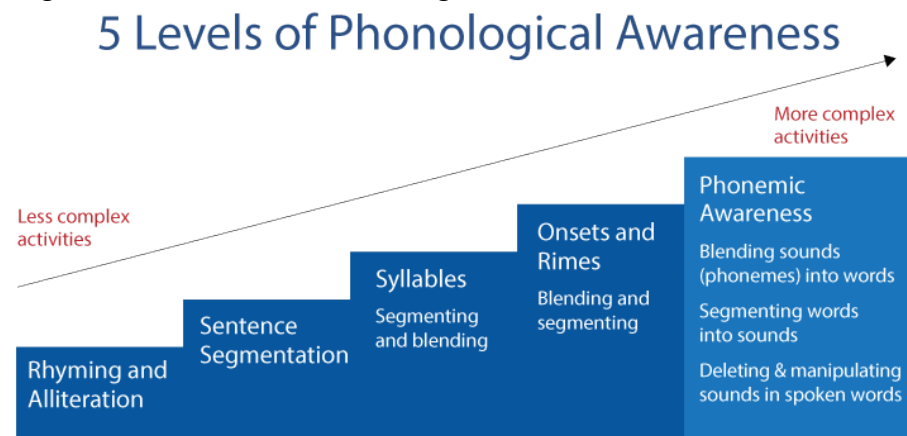 5 Levels of Phonological Awareness
More complex
activities
Less complex
activities
Rhyming and
Alliteration
Sentence
Segmentation
Syllables
Segmenting
and blending
Onsets and
Rimes
Blending and
segmenting
Phonemic
Awareness
Blending sounds
(phonemes) into words
Segmenting words
into sounds
Deleting & manipulating
sounds in spoken words